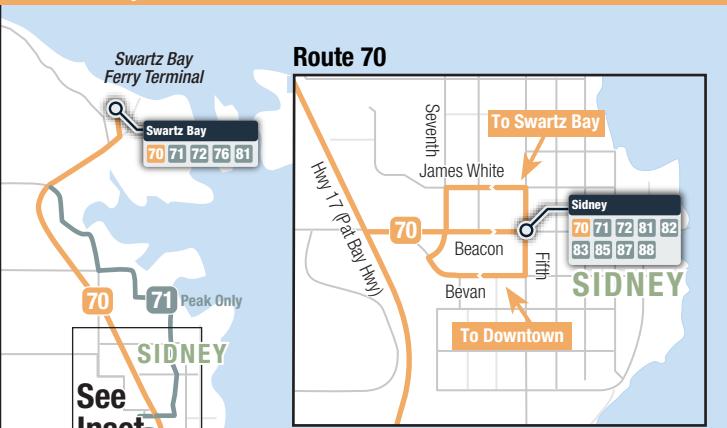 Swartz Bay
Ferry Terminal
Swartz Bay
70 71 72 76 81
70
71 Peak Only
SIDNEY
See
Inset
Route 70
To Swartz Bay
Seventh
James White
Hwy 17 (Pat Bay Hwy)
70
Beacon
Fifth
Bevan
To Downtown
Sidney
70 71 72 81 82
83 85 87 88
SIDNEY